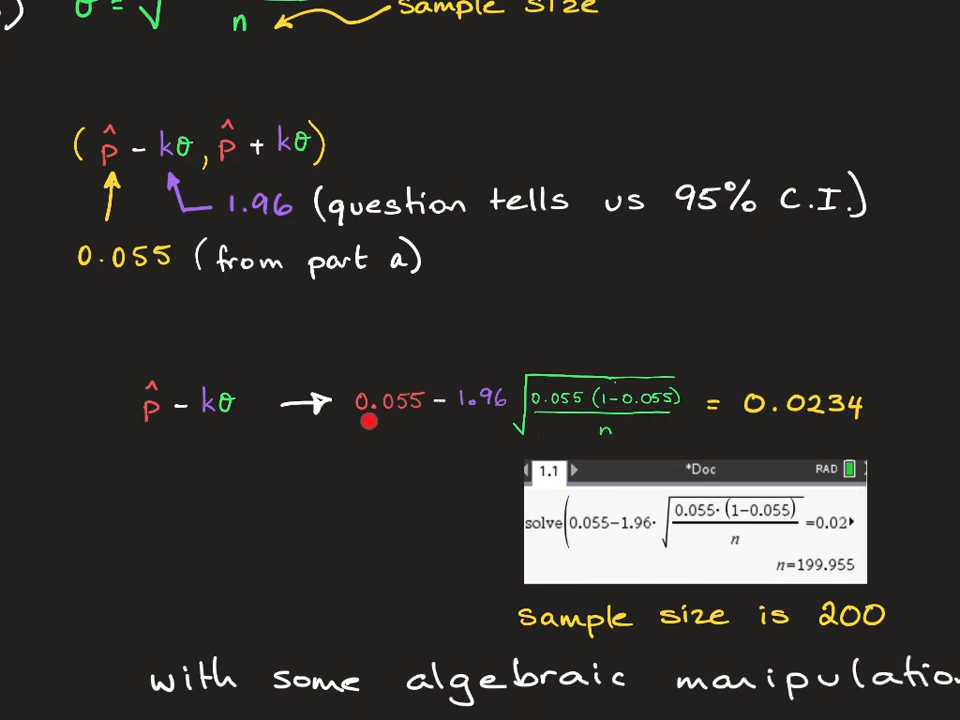 σ = √ n sample size
(p̂ - kσ, p̂ + kσ)
1.96 (question tells us 95% C.I.)
0.055 (from part a)
p̂ - kσ → 0.055 - 1.96 √(0.055 (1-0.055) / n) = 0.0234
1.1 *Doc RAD
solve(0.055-1.96·√(0.055·(1-0.055) / n) =0.02▸
n=199.955
sample size is 200
with some algebraic manipulation